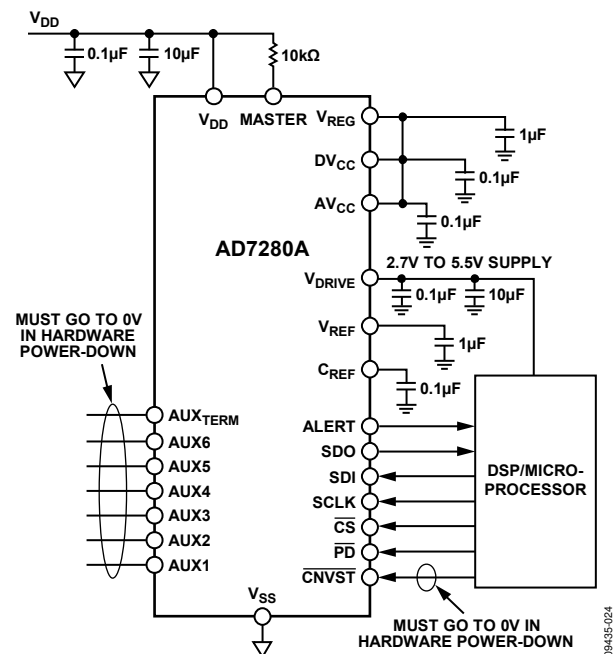 VDD
0.1µF
10µF
10kΩ
VDD
MASTER
VREG
1µF
DVCC
0.1µF
AVCC
0.1µF
AD7280A
2.7V TO 5.5V SUPPLY
VDRIVE
0.1µF
10µF
MUST GO TO 0V
IN HARDWARE
POWER-DOWN
VREF
1µF
CREF
0.1µF
AUXTERM
AUX6
AUX5
AUX4
AUX3
AUX2
AUX1
ALERT
SDO
SDI
SCLK
CS
PD
CNVST
DSP/MICRO-
PROCESSOR
VSS
MUST GO TO 0V IN
HARDWARE POWER-DOWN
09435-024